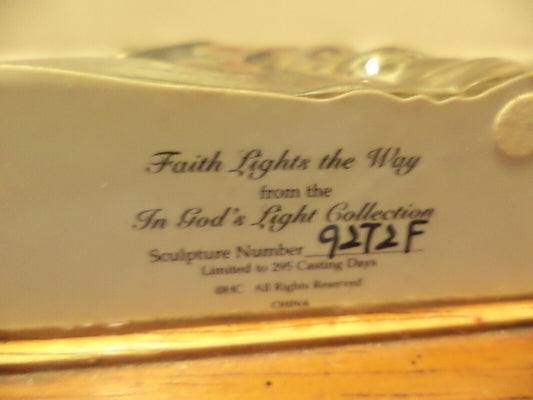 Faith Lights the Way
from the
In God's Light Collection
Sculpture Number 9272F
Limited to 295 Casting Days
©HC All Rights Reserved
CHINA